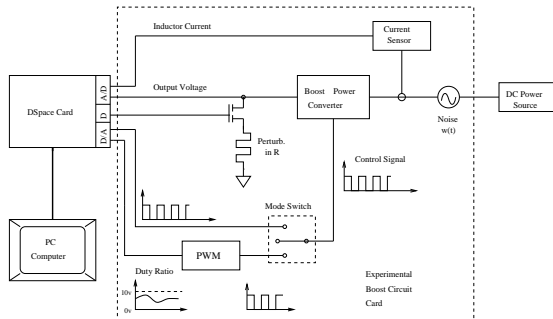 Inductor Current
Current
Sensor
Output Voltage
Boost Power
Converter
DC Power
Source
DSpace Card
A/D
D
D/A
Noise
w(t)
Perturb.
in R
Control Signal
Mode Switch
PC
Computer
PWM
Duty Ratio
10v
0v
Experimental
Boost Circuit
Card